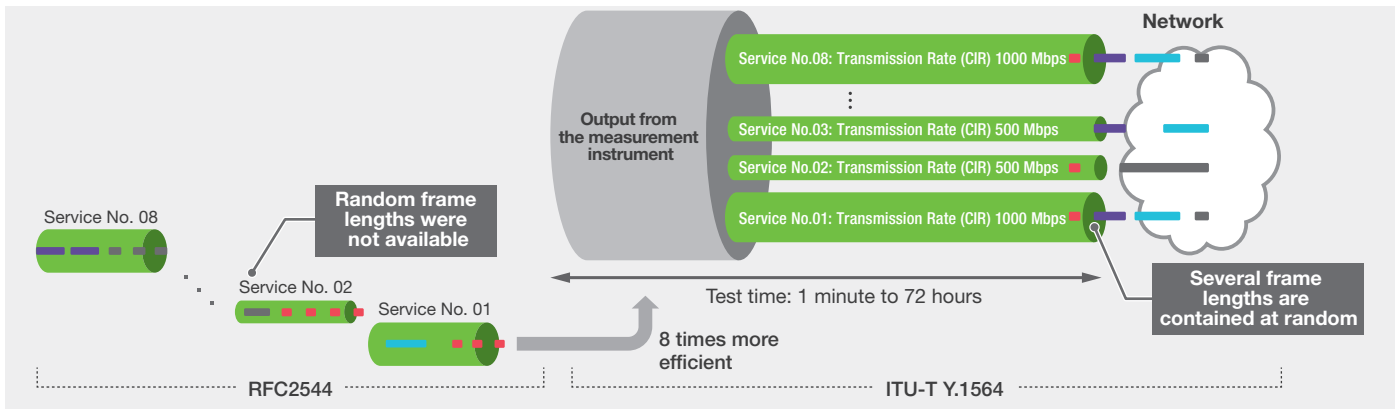 Network
Service No.08: Transmission Rate (CIR) 1000 Mbps
Output from
the measurement
instrument
Service No.03: Transmission Rate (CIR) 500 Mbps
Service No.02: Transmission Rate (CIR) 500 Mbps
Service No.01: Transmission Rate (CIR) 1000 Mbps
Random frame
lengths were
not available
Service No. 08
Service No. 02
Service No. 01
Test time: 1 minute to 72 hours
Several frame
lengths are
contained at random
8 times more
efficient
RFC2544
ITU-T Y.1564